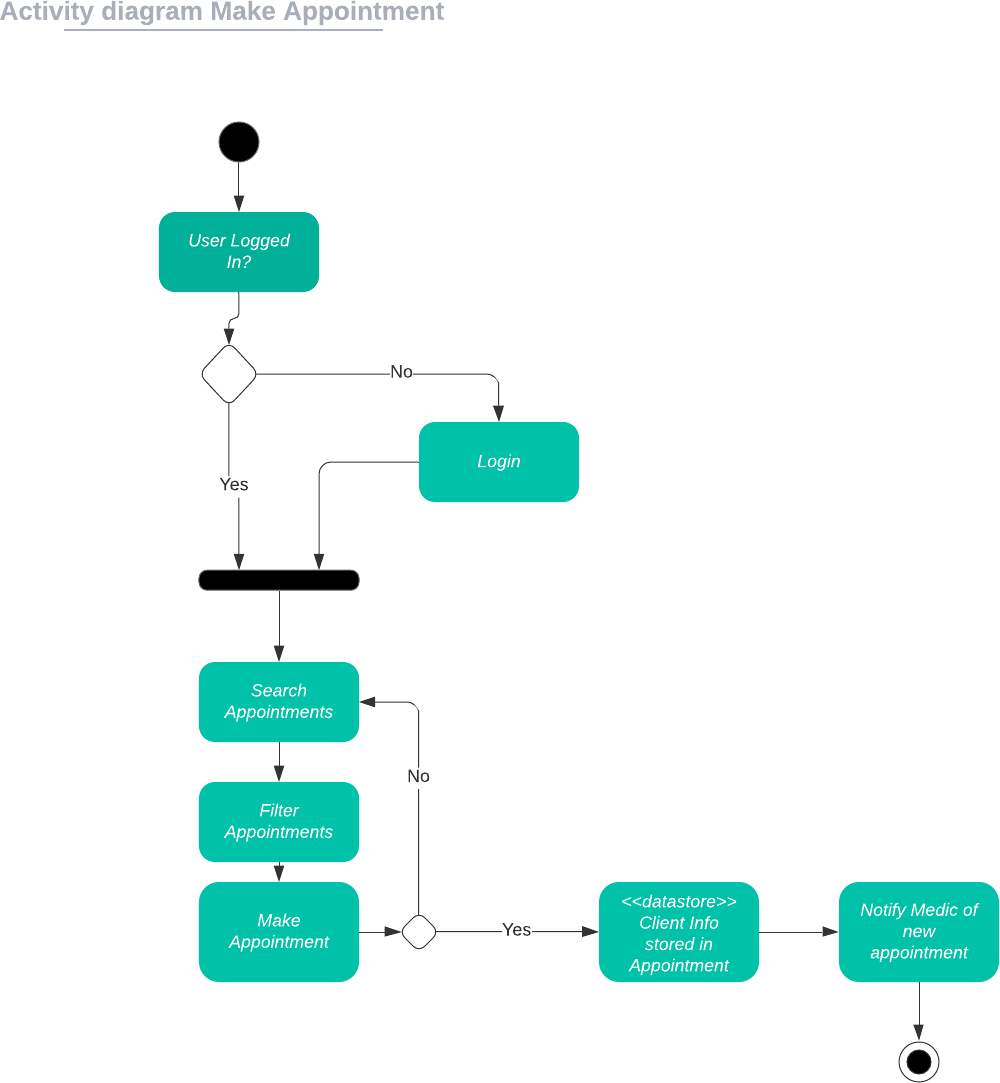 Activity diagram Make Appointment
User Logged
In?
No
Login
Yes
Search
Appointments
No
Filter
Appointments
Make
Appointment
Yes
<<datastore>>
Client Info
stored in
Appointment
Notify Medic of
new
appointment